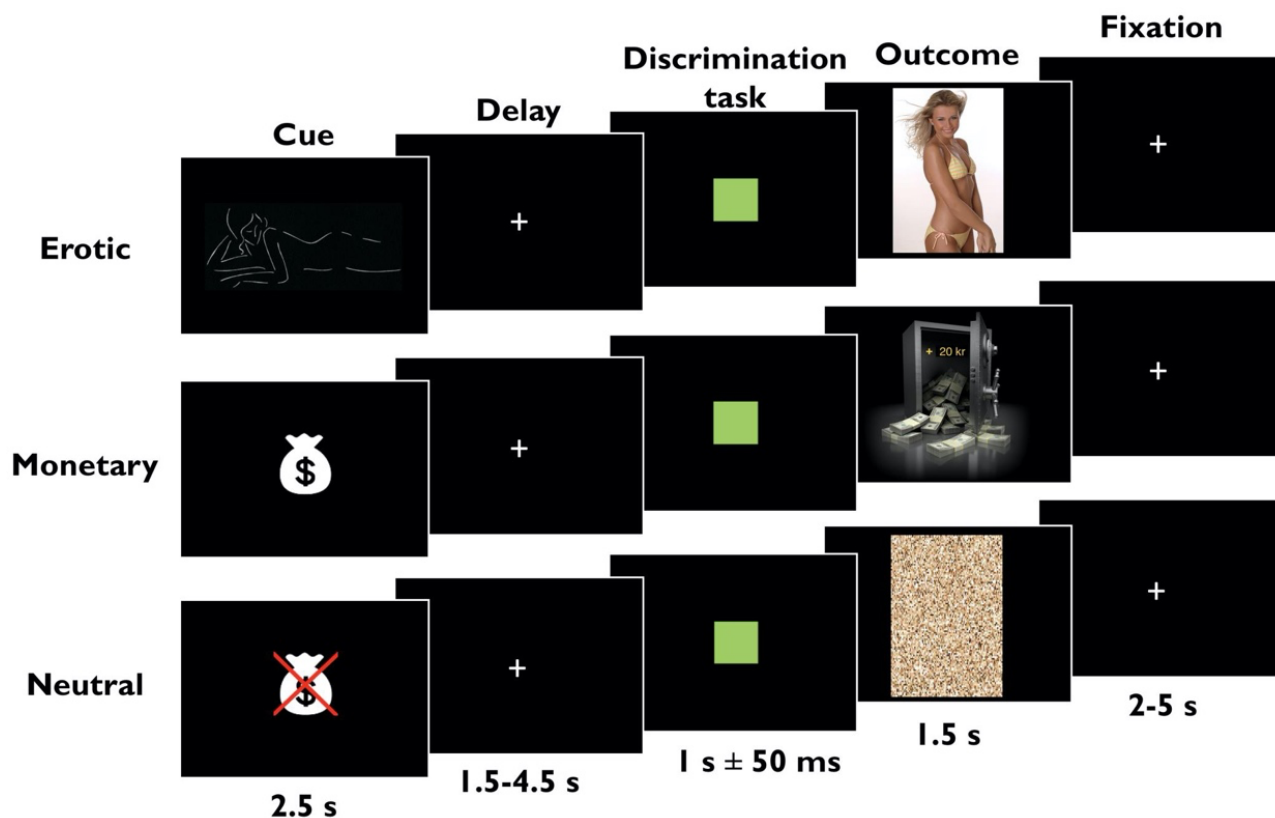 Fixation
Outcome
Discrimination
task
Delay
Cue
Erotic
+ 20 kr
Monetary
$
Neutral
$
2.5 s
1.5-4.5 s
1 s ± 50 ms
1.5 s
2-5 s